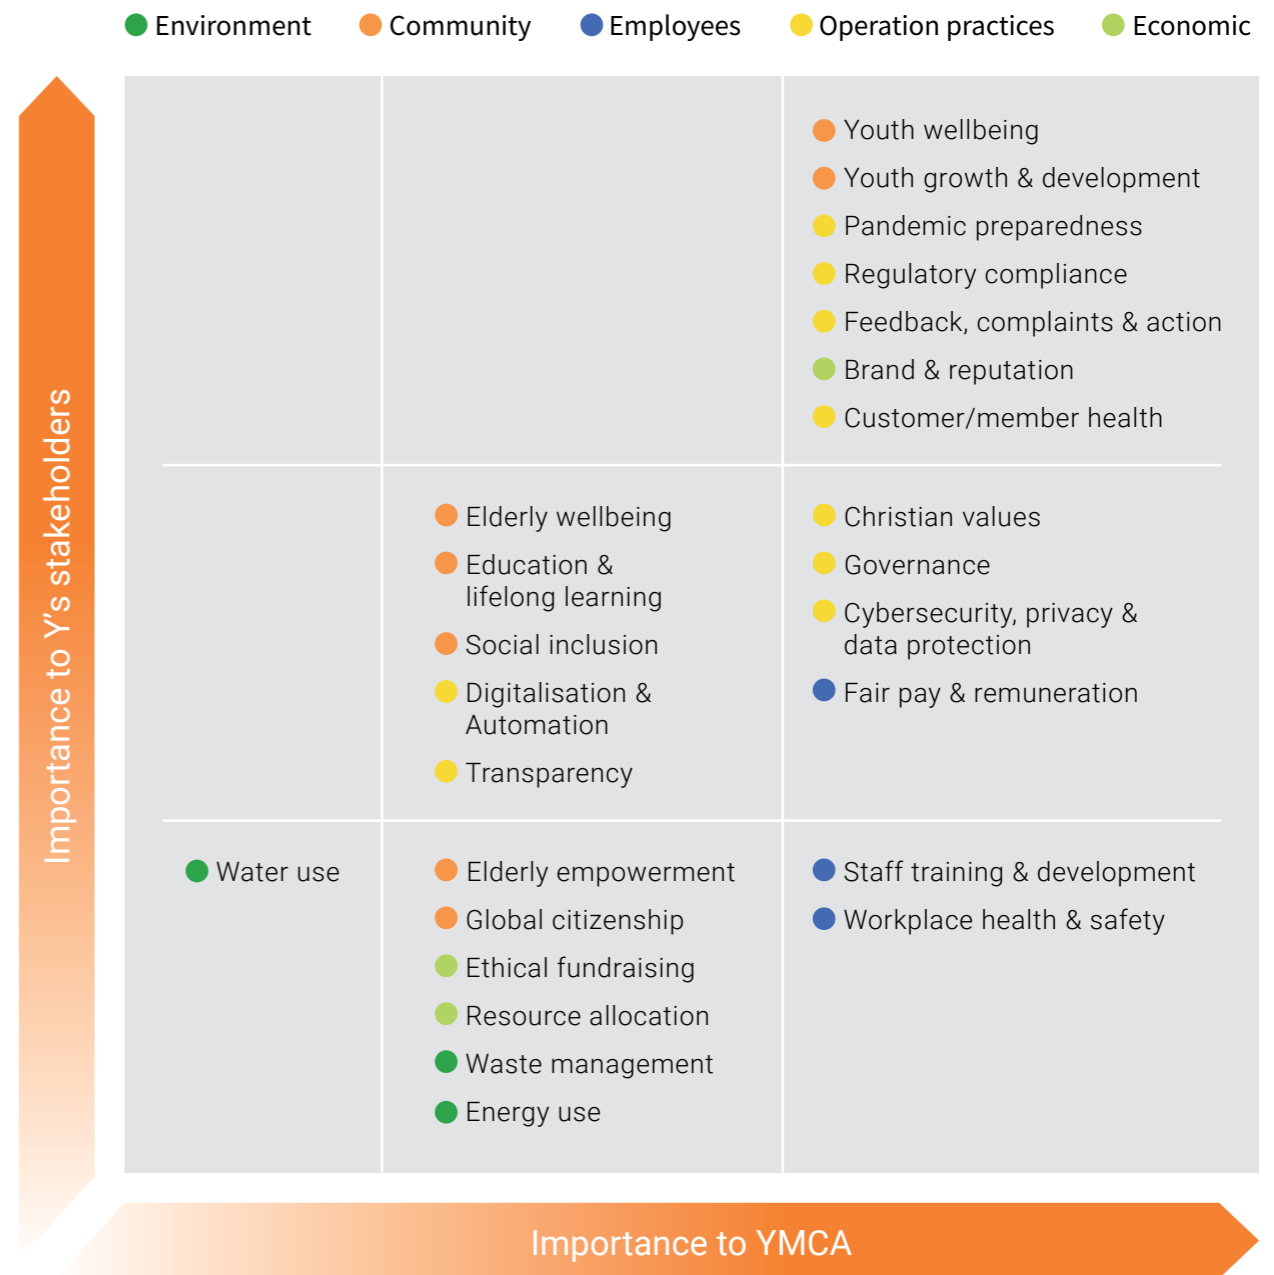 Environment
Community
Employees
Operation practices
Economic
Importance to Y's stakeholders
Youth wellbeing
Youth growth & development
Pandemic preparedness
Regulatory compliance
Feedback, complaints & action
Brand & reputation
Customer/member health
Elderly wellbeing
Education &
lifelong learning
Social inclusion
Digitalisation &
Automation
Transparency
Christian values
Governance
Cybersecurity, privacy &
data protection
Fair pay & remuneration
Water use
Elderly empowerment
Global citizenship
Ethical fundraising
Resource allocation
Waste management
Energy use
Staff training & development
Workplace health & safety
Importance to YMCA